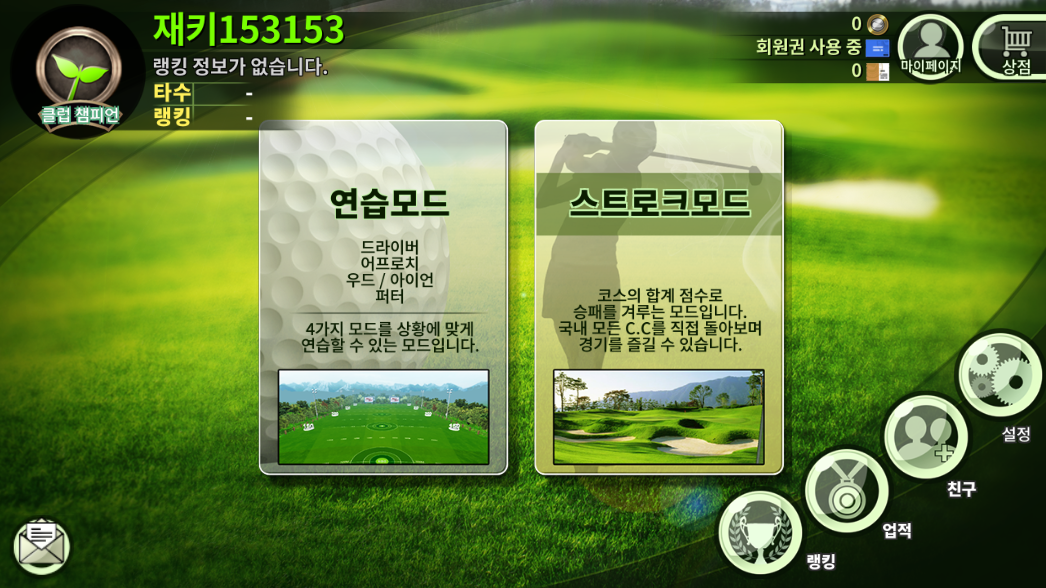 재키153153
랭킹 정보가 없습니다.
타수 -
랭킹 -
클럽 챔피언
0
회원권 사용 중
0
마이페이지
상점
연습모드
드라이버
어프로치
우드 / 아이언
퍼터
4가지 모드를 상황에 맞게
연습할 수 있는 모드입니다.
스트로크모드
코스의 합계 점수로
승패를 겨루는 모드입니다.
국내 모든 C.C를 직접 돌아보며
경기를 즐길 수 있습니다.
설정
친구
업적
랭킹